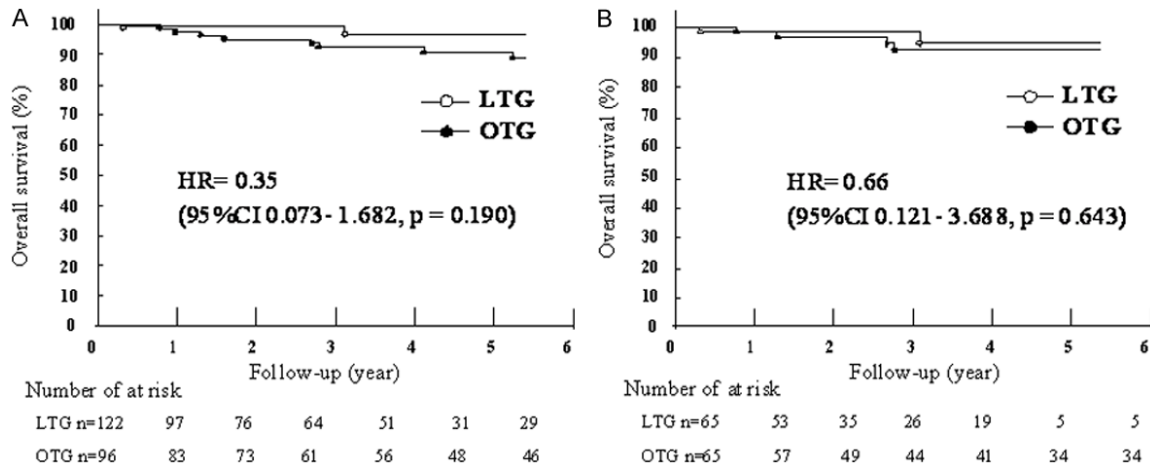 A
Overall survival (%)
100
90
80
70
60
50
40
30
20
10
0
LTG
OTG
HR= 0.35
(95%CI 0.073- 1.682, p = 0.190)
0 1 2 3 4 5 6
Follow-up (year)
Number of at risk
LTG n=122 97 76 64 51 31 29
OTG n=96 83 73 61 56 48 46
B
Overall survival (%)
100
90
80
70
60
50
40
30
20
10
0
LTG
OTG
HR= 0.66
(95%CI 0.121- 3.688, p = 0.643)
0 1 2 3 4 5 6
Follow-up (year)
Number of at risk
LTG n=65 53 35 26 19 5 5
OTG n=65 57 49 44 41 34 34